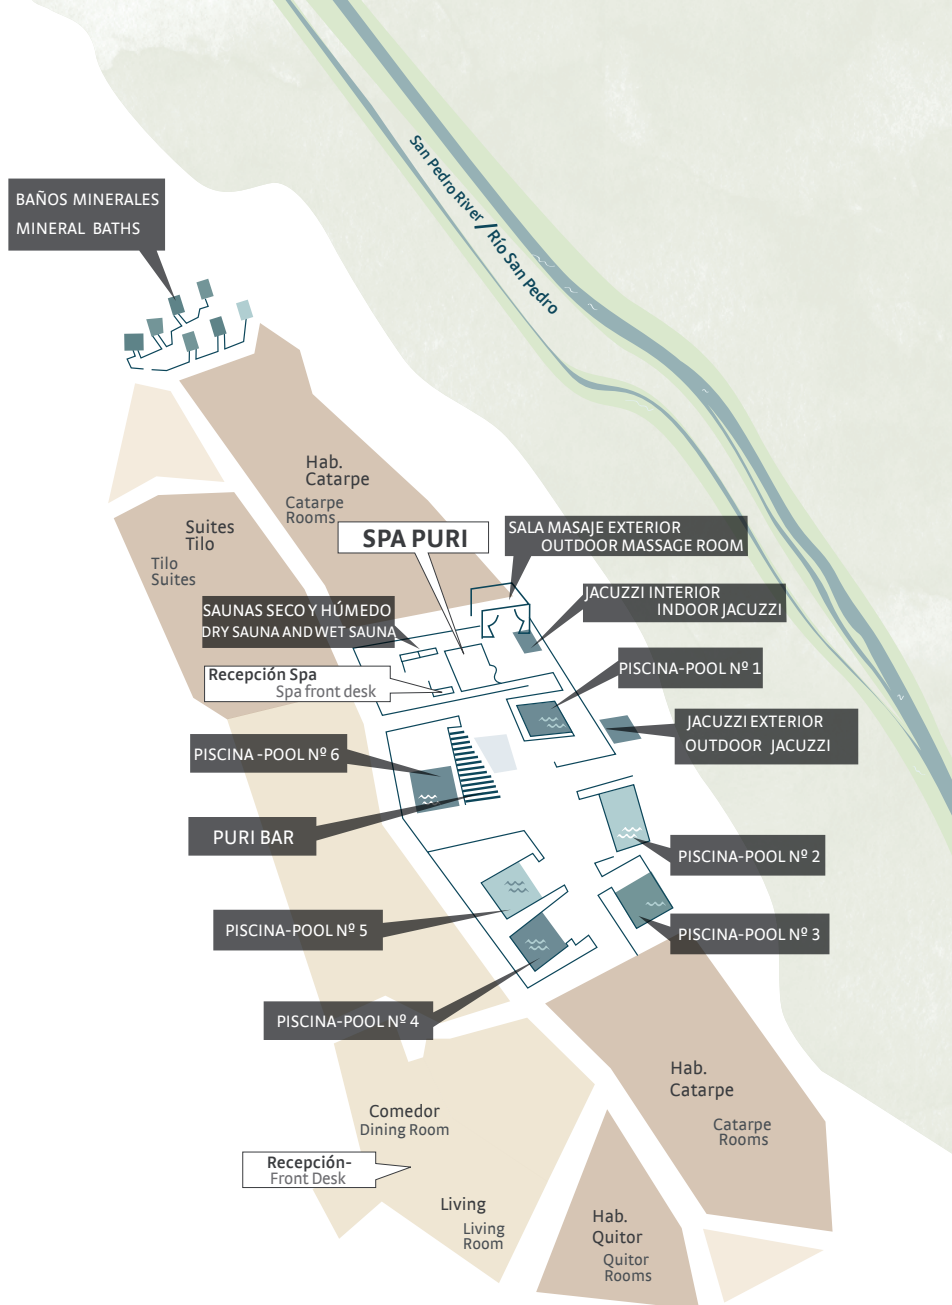 San Pedro River / Río San Pedro
BAÑOS MINERALES
MINERAL BATHS
Hab.
Catarpe
Catarpe
Rooms
Suites
Tilo
Tilo
Suites
SPA PURI
SALA MASAJE EXTERIOR
OUTDOOR MASSAGE ROOM
JACUZZI INTERIOR
INDOOR JACUZZI
SAUNAS SECO Y HÚMEDO
DRY SAUNA AND WET SAUNA
Recepción Spa
Spa front desk
PISCINA-POOL Nº 1
JACUZZI EXTERIOR
OUTDOOR JACUZZI
PISCINA -POOL Nº 6
PURI BAR
PISCINA-POOL Nº 2
PISCINA-POOL Nº 5
PISCINA-POOL Nº 3
PISCINA-POOL Nº 4
Hab.
Catarpe
Catarpe
Rooms
Comedor
Dining Room
Recepción-
Front Desk
Living
Living
Room
Hab.
Quitor
Quitor
Rooms